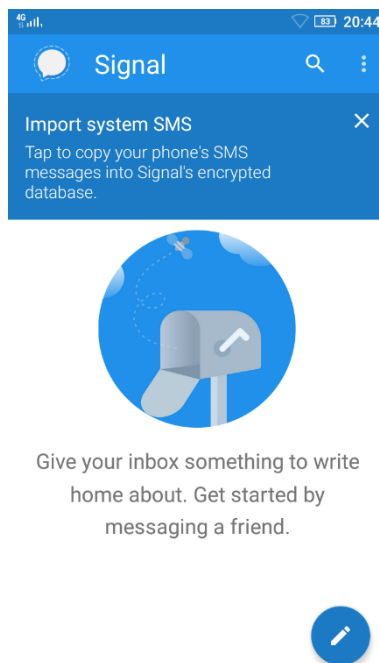 4G 83 20:44
Signal
Import system SMS
Tap to copy your phone's SMS
messages into Signal's encrypted
database.
Give your inbox something to write
home about. Get started by
messaging a friend.